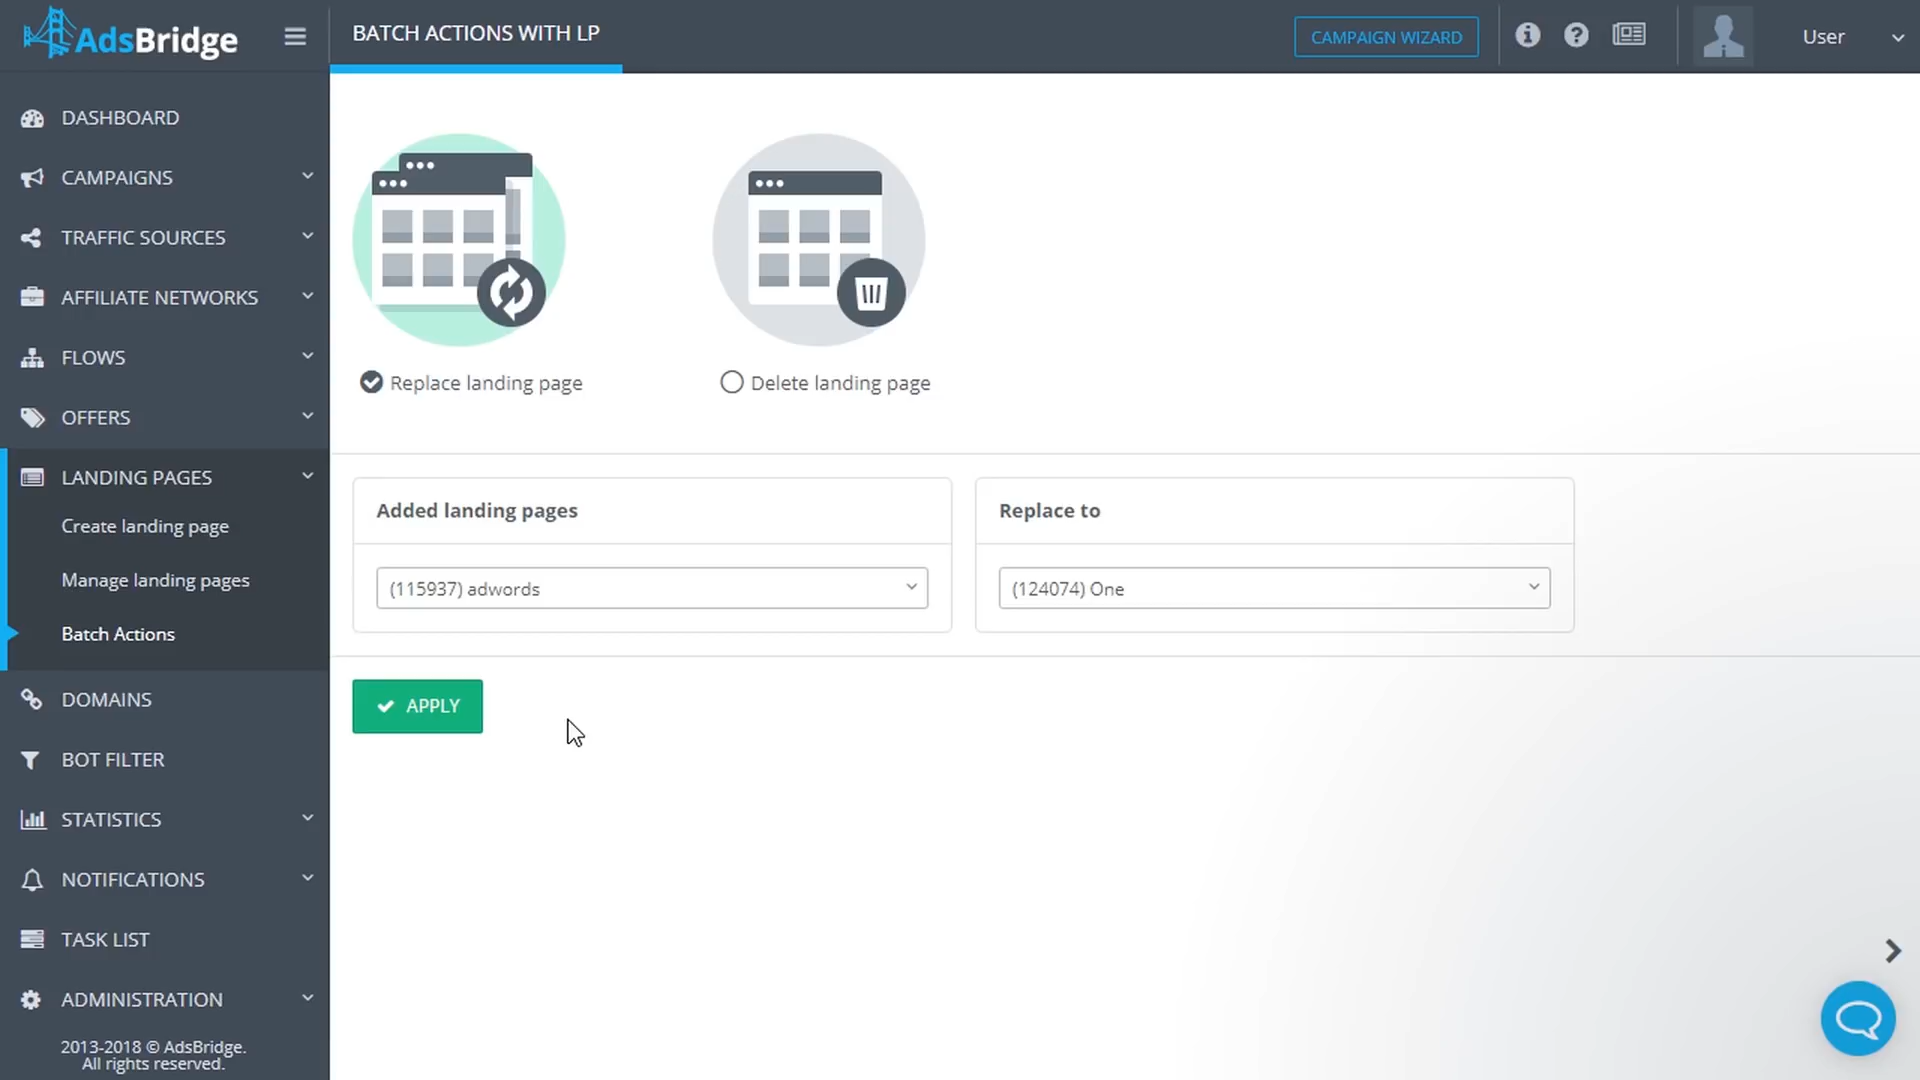 AdsBridge
BATCH ACTIONS WITH LP
CAMPAIGN WIZARD
User
DASHBOARD
CAMPAIGNS
TRAFFIC SOURCES
AFFILIATE NETWORKS
FLOWS
OFFERS
LANDING PAGES
Create landing page
Manage landing pages
Batch Actions
DOMAINS
BOT FILTER
STATISTICS
NOTIFICATIONS
TASK LIST
ADMINISTRATION
2013-2018 © AdsBridge.
All rights reserved.
Replace landing page
Delete landing page
Added landing pages
(115937) adwords
Replace to
(124074) One
APPLY